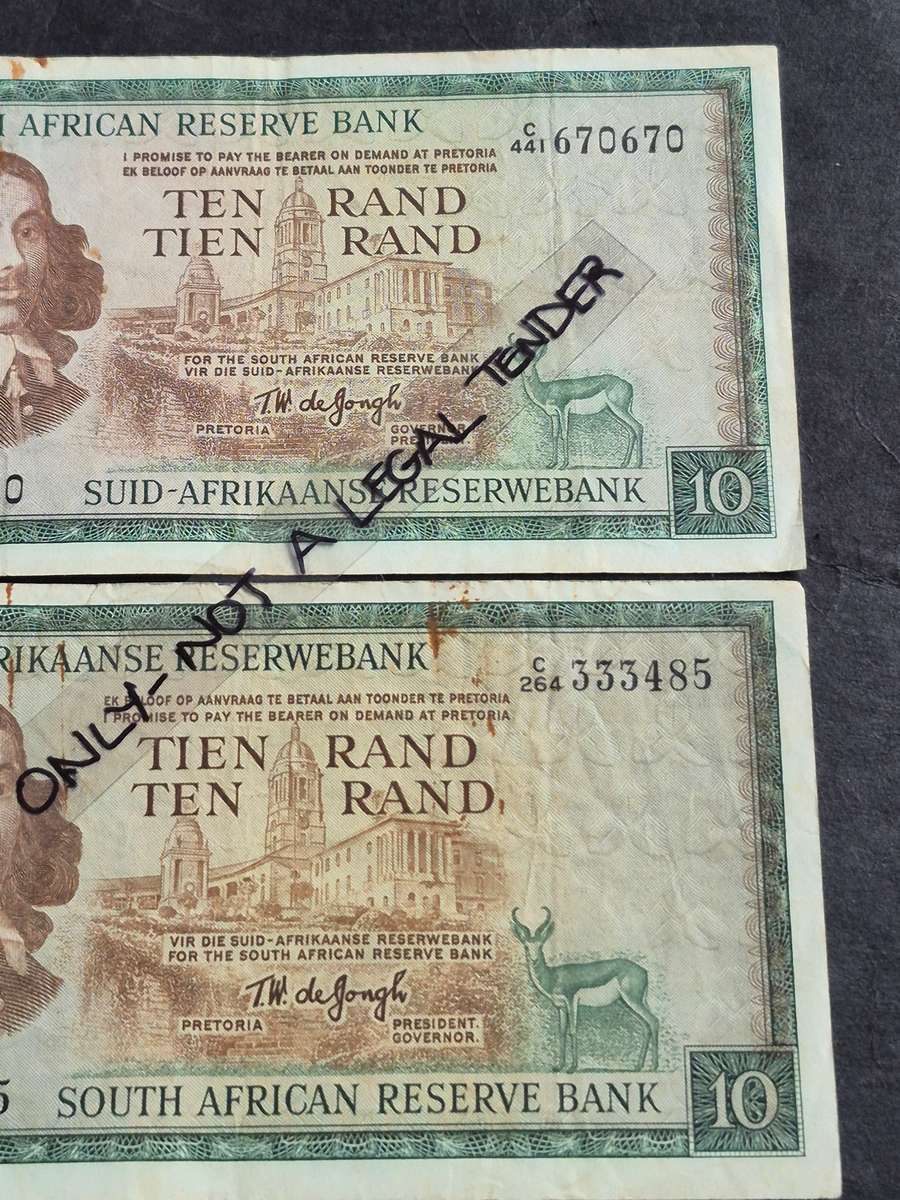 I AFRICAN RESERVE BANK
C
441 670670
I PROMISE TO PAY THE BEARER ON DEMAND AT PRETORIA
EK BELOOF OP AANVRAAG TE BETAAL AAN TOONDER TE PRETORIA
TEN RAND
TIEN RAND
FOR THE SOUTH AFRICAN RESERVE BANK
VIR DIE SUID-AFRIKAANSE RESERWEBANK
T.W. de Jongh
PRETORIA GOVERNOR.
0 SUID-AFRIKAANSE RESERWEBANK 10
ONLY - NOT A LEGAL TENDER
RIKAANSE RESERWEBANK
C
264 333485
EK BELOOF OP AANVRAAG TE BETAAL AAN TOONDER TE PRETORIA
I PROMISE TO PAY THE BEARER ON DEMAND AT PRETORIA
TIEN RAND
TEN RAND
VIR DIE SUID-AFRIKAANSE RESERWEBANK
FOR THE SOUTH AFRICAN RESERVE BANK
T.W. de Jongh
PRETORIA PRESIDENT.
GOVERNOR.
5 SOUTH AFRICAN RESERVE BANK 10